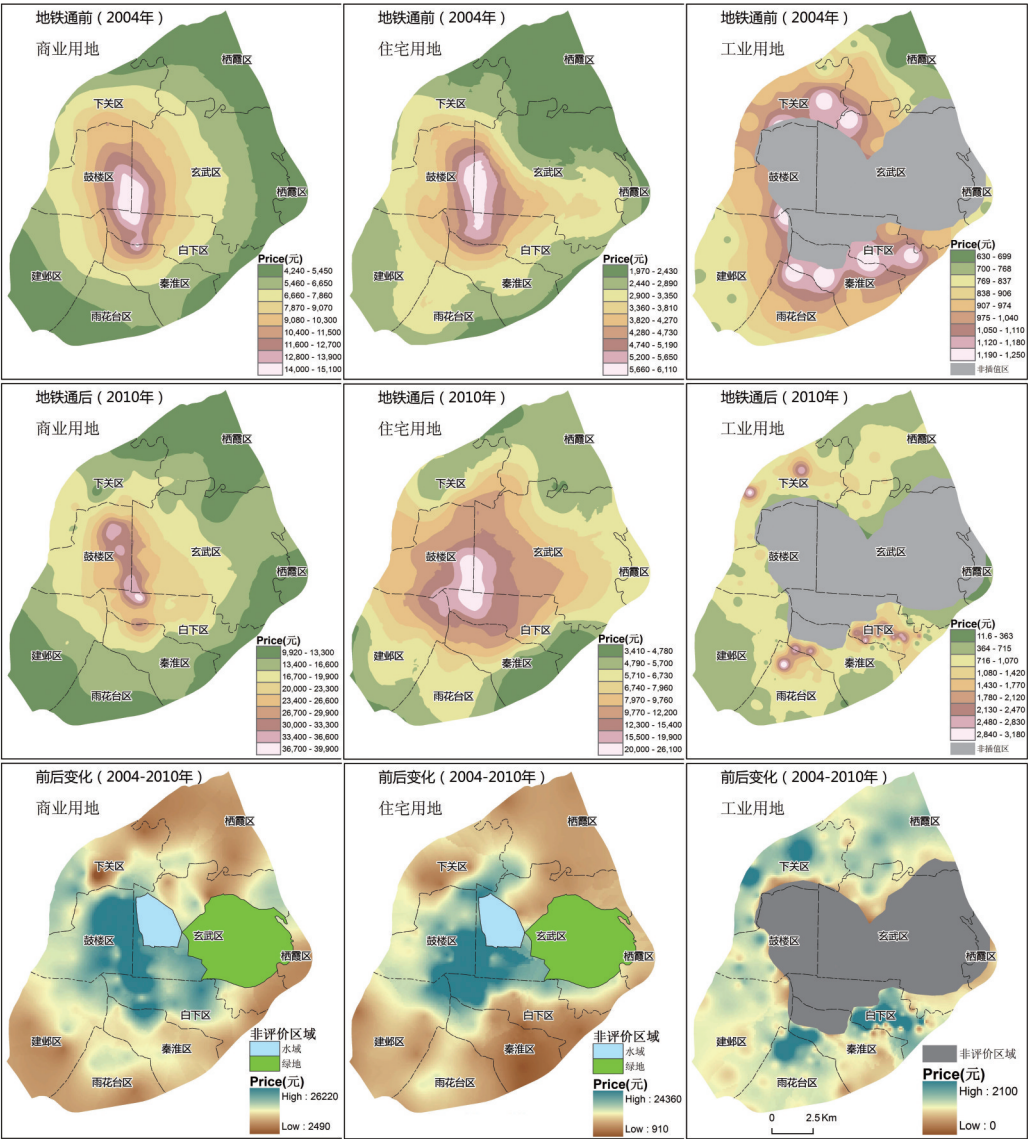 地铁通前（2004年）
商业用地
栖霞区
下关区
鼓楼区
玄武区
栖霞区
白下区
建邺区
秦淮区
雨花台区
Price(元)
4,240 - 5,450
5,460 - 6,650
6,660 - 7,860
7,870 - 9,070
9,080 - 10,300
10,400 - 11,500
11,600 - 12,700
12,800 - 13,900
14,000 - 15,100
地铁通前（2004年）
住宅用地
栖霞区
下关区
鼓楼区
玄武区
栖霞区
白下区
建邺区
秦淮区
雨花台区
Price(元)
1,970 - 2,430
2,440 - 2,890
2,900 - 3,350
3,360 - 3,810
3,820 - 4,270
4,280 - 4,730
4,740 - 5,190
5,200 - 5,650
5,660 - 6,110
地铁通前（2004年）
工业用地
栖霞区
下关区
鼓楼区
玄武区
栖霞区
白下区
建邺区
秦淮区
雨花台区
Price(元)
630 - 699
700 - 768
769 - 837
838 - 906
907 - 974
975 - 1,040
1,050 - 1,110
1,120 - 1,180
1,190 - 1,250
非插值区
地铁通后（2010年）
商业用地
栖霞区
下关区
鼓楼区
玄武区
栖霞区
白下区
建邺区
秦淮区
雨花台区
Price(元)
9,920 - 13,300
13,400 - 16,600
16,700 - 19,900
20,000 - 23,300
23,400 - 26,600
26,700 - 29,900
30,000 - 33,300
33,400 - 36,600
36,700 - 39,900
地铁通后（2010年）
住宅用地
栖霞区
下关区
鼓楼区
玄武区
栖霞区
白下区
建邺区
秦淮区
雨花台区
Price(元)
3,410 - 4,780
4,790 - 5,700
5,710 - 6,730
6,740 - 7,960
7,970 - 9,760
9,770 - 12,200
12,300 - 15,400
15,500 - 19,900
20,000 - 26,100
地铁通后（2010年）
工业用地
栖霞区
下关区
鼓楼区
玄武区
栖霞区
白下区
建邺区
秦淮区
雨花台区
Price(元)
11.6 - 363
364 - 715
716 - 1,070
1,080 - 1,420
1,430 - 1,770
1,780 - 2,120
2,130 - 2,470
2,480 - 2,830
2,840 - 3,180
非插值区
前后变化（2004-2010年）
商业用地
栖霞区
下关区
鼓楼区
玄武区
栖霞区
白下区
建邺区
秦淮区
雨花台区
非评价区域
水域
绿地
Price(元)
High : 26220
Low : 2490
前后变化（2004-2010年）
住宅用地
栖霞区
下关区
鼓楼区
玄武区
栖霞区
白下区
建邺区
秦淮区
雨花台区
非评价区域
水域
绿地
Price(元)
High : 24360
Low : 910
前后变化（2004-2010年）
工业用地
栖霞区
下关区
鼓楼区
玄武区
栖霞区
白下区
建邺区
秦淮区
雨花台区
非评价区域
Price(元)
High : 2100
Low : 0
0 2.5 Km